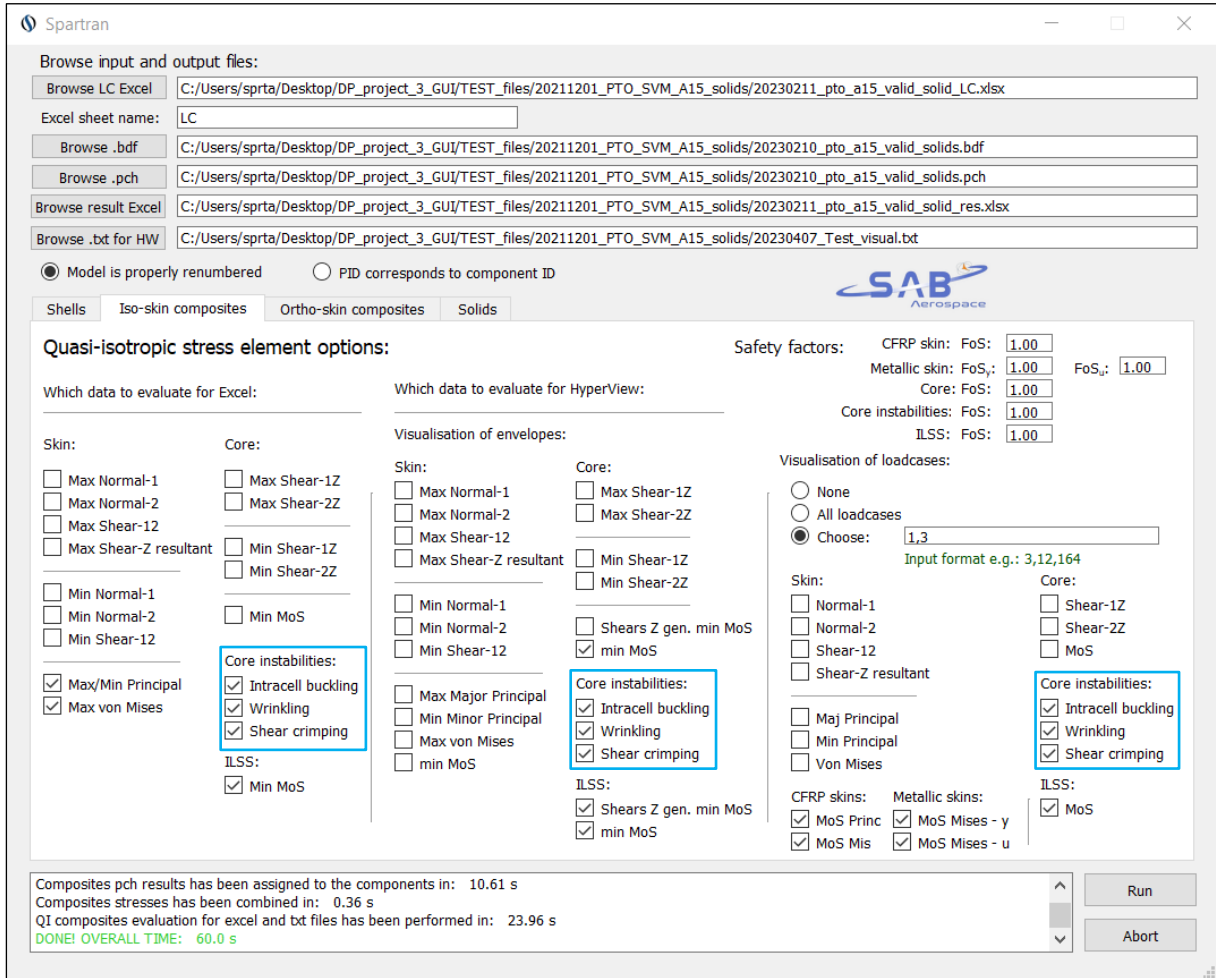 Spartran
Browse input and output files:
Browse LC Excel C:/Users/sprta/Desktop/DP_project_3_GUI/TEST_files/20211201_PTO_SVM_A15_solids/20230211_pto_a15_valid_solid_LC.xlsx
Excel sheet name: LC
Browse .bdf C:/Users/sprta/Desktop/DP_project_3_GUI/TEST_files/20211201_PTO_SVM_A15_solids/20230210_pto_a15_valid_solids.bdf
Browse .pch C:/Users/sprta/Desktop/DP_project_3_GUI/TEST_files/20211201_PTO_SVM_A15_solids/20230210_pto_a15_valid_solids.pch
Browse result Excel C:/Users/sprta/Desktop/DP_project_3_GUI/TEST_files/20211201_PTO_SVM_A15_solids/20230211_pto_a15_valid_solid_res.xlsx
Browse .txt for HW C:/Users/sprta/Desktop/DP_project_3_GUI/TEST_files/20211201_PTO_SVM_A15_solids/20230407_Test_visual.txt
Model is properly renumbered PID corresponds to component ID
SAB
Aerospace
Shells Iso-skin composites Ortho-skin composites Solids
Quasi-isotropic stress element options:
Safety factors: CFRP skin: FoS: 1.00
Metallic skin: FoSy: 1.00 FoSu: 1.00
Core: FoS: 1.00
Core instabilities: FoS: 1.00
ILSS: FoS: 1.00
Which data to evaluate for Excel:
Skin:
Max Normal-1
Max Normal-2
Max Shear-12
Max Shear-Z resultant
Min Normal-1
Min Normal-2
Min Shear-12
Max/Min Principal
Max von Mises
Core:
Max Shear-1Z
Max Shear-2Z
Min Shear-1Z
Min Shear-2Z
Min MoS
Core instabilities:
Intracell buckling
Wrinkling
Shear crimping
ILSS:
Min MoS
Which data to evaluate for HyperView:
Visualisation of envelopes:
Skin:
Max Normal-1
Max Normal-2
Max Shear-12
Max Shear-Z resultant
Min Normal-1
Min Normal-2
Min Shear-12
Max Major Principal
Min Minor Principal
Max von Mises
min MoS
Core:
Max Shear-1Z
Max Shear-2Z
Min Shear-1Z
Min Shear-2Z
Shears Z gen. min MoS
min MoS
Core instabilities:
Intracell buckling
Wrinkling
Shear crimping
ILSS:
Shears Z gen. min MoS
min MoS
Visualisation of loadcases:
None
All loadcases
Choose: 1,3
Input format e.g.: 3,12,164
Skin:
Normal-1
Normal-2
Shear-12
Shear-Z resultant
Maj Principal
Min Principal
Von Mises
CFRP skins: Metallic skins:
MoS Princ MoS Mises - y
MoS Mis MoS Mises - u
Core:
Shear-1Z
Shear-2Z
MoS
Core instabilities:
Intracell buckling
Wrinkling
Shear crimping
ILSS:
MoS
Composites pch results has been assigned to the components in: 10.61 s
Composites stresses has been combined in: 0.36 s
QI composites evaluation for excel and txt files has been performed in: 23.96 s
DONE! OVERALL TIME: 60.0 s
Run
Abort